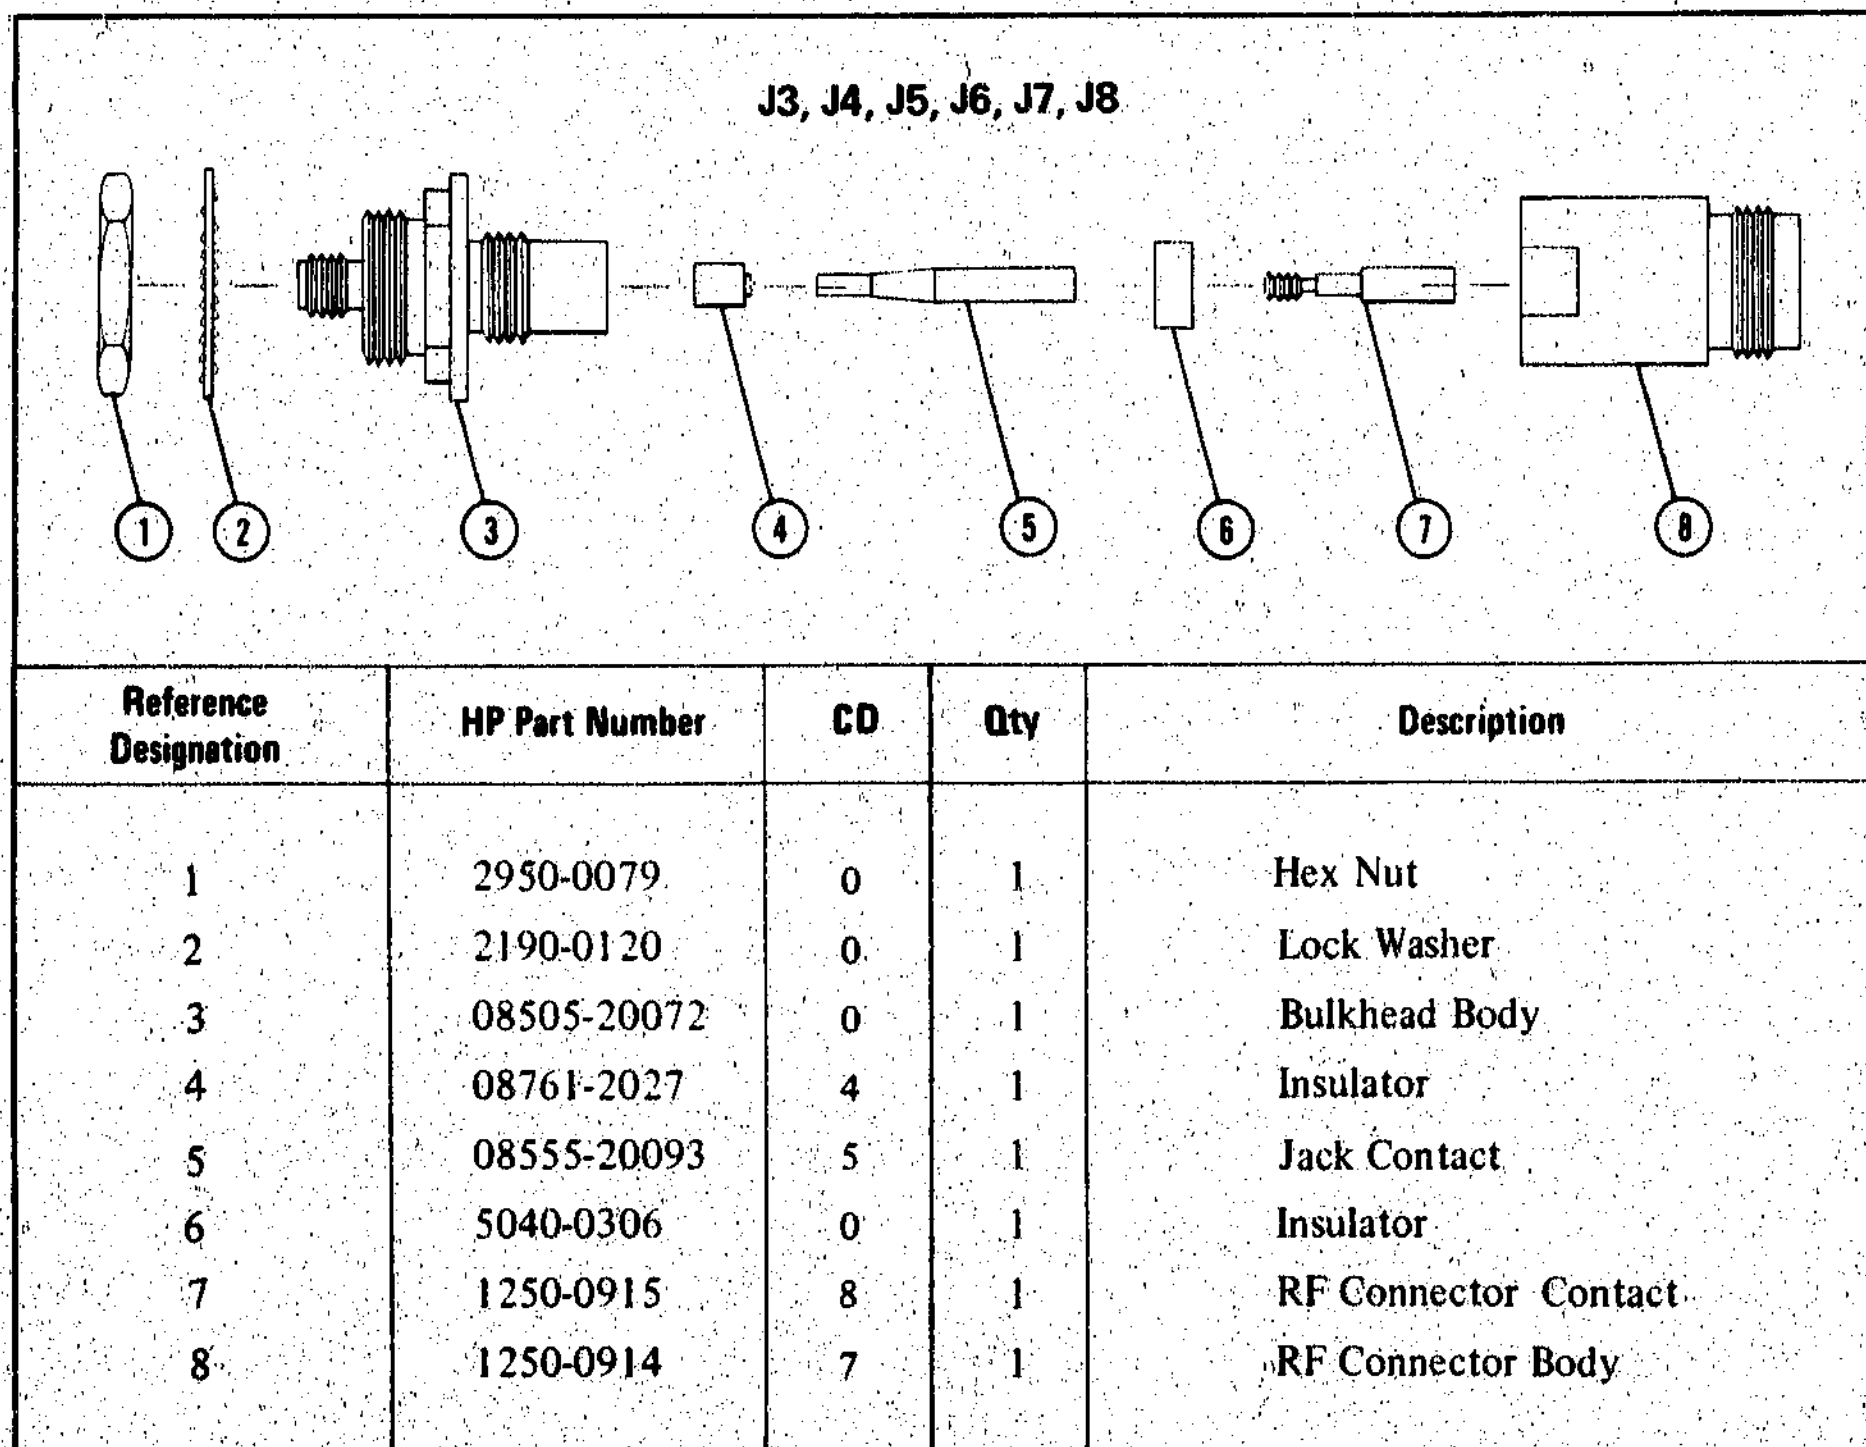 J3, J4, J5, J6, J7, J8
1 2 3 4 5 6 7 8
Reference Designation HP Part Number CD Qty Description
1 2950-0079 0 1 Hex Nut
2 2190-0120 0 1 Lock Washer
3 08505-20072 0 1 Bulkhead Body
4 08761-2027 4 1 Insulator
5 08555-20093 5 1 Jack Contact
6 5040-0306 0 1 Insulator
7 1250-0915 8 1 RF Connector Contact
8 1250-0914 7 1 RF Connector Body